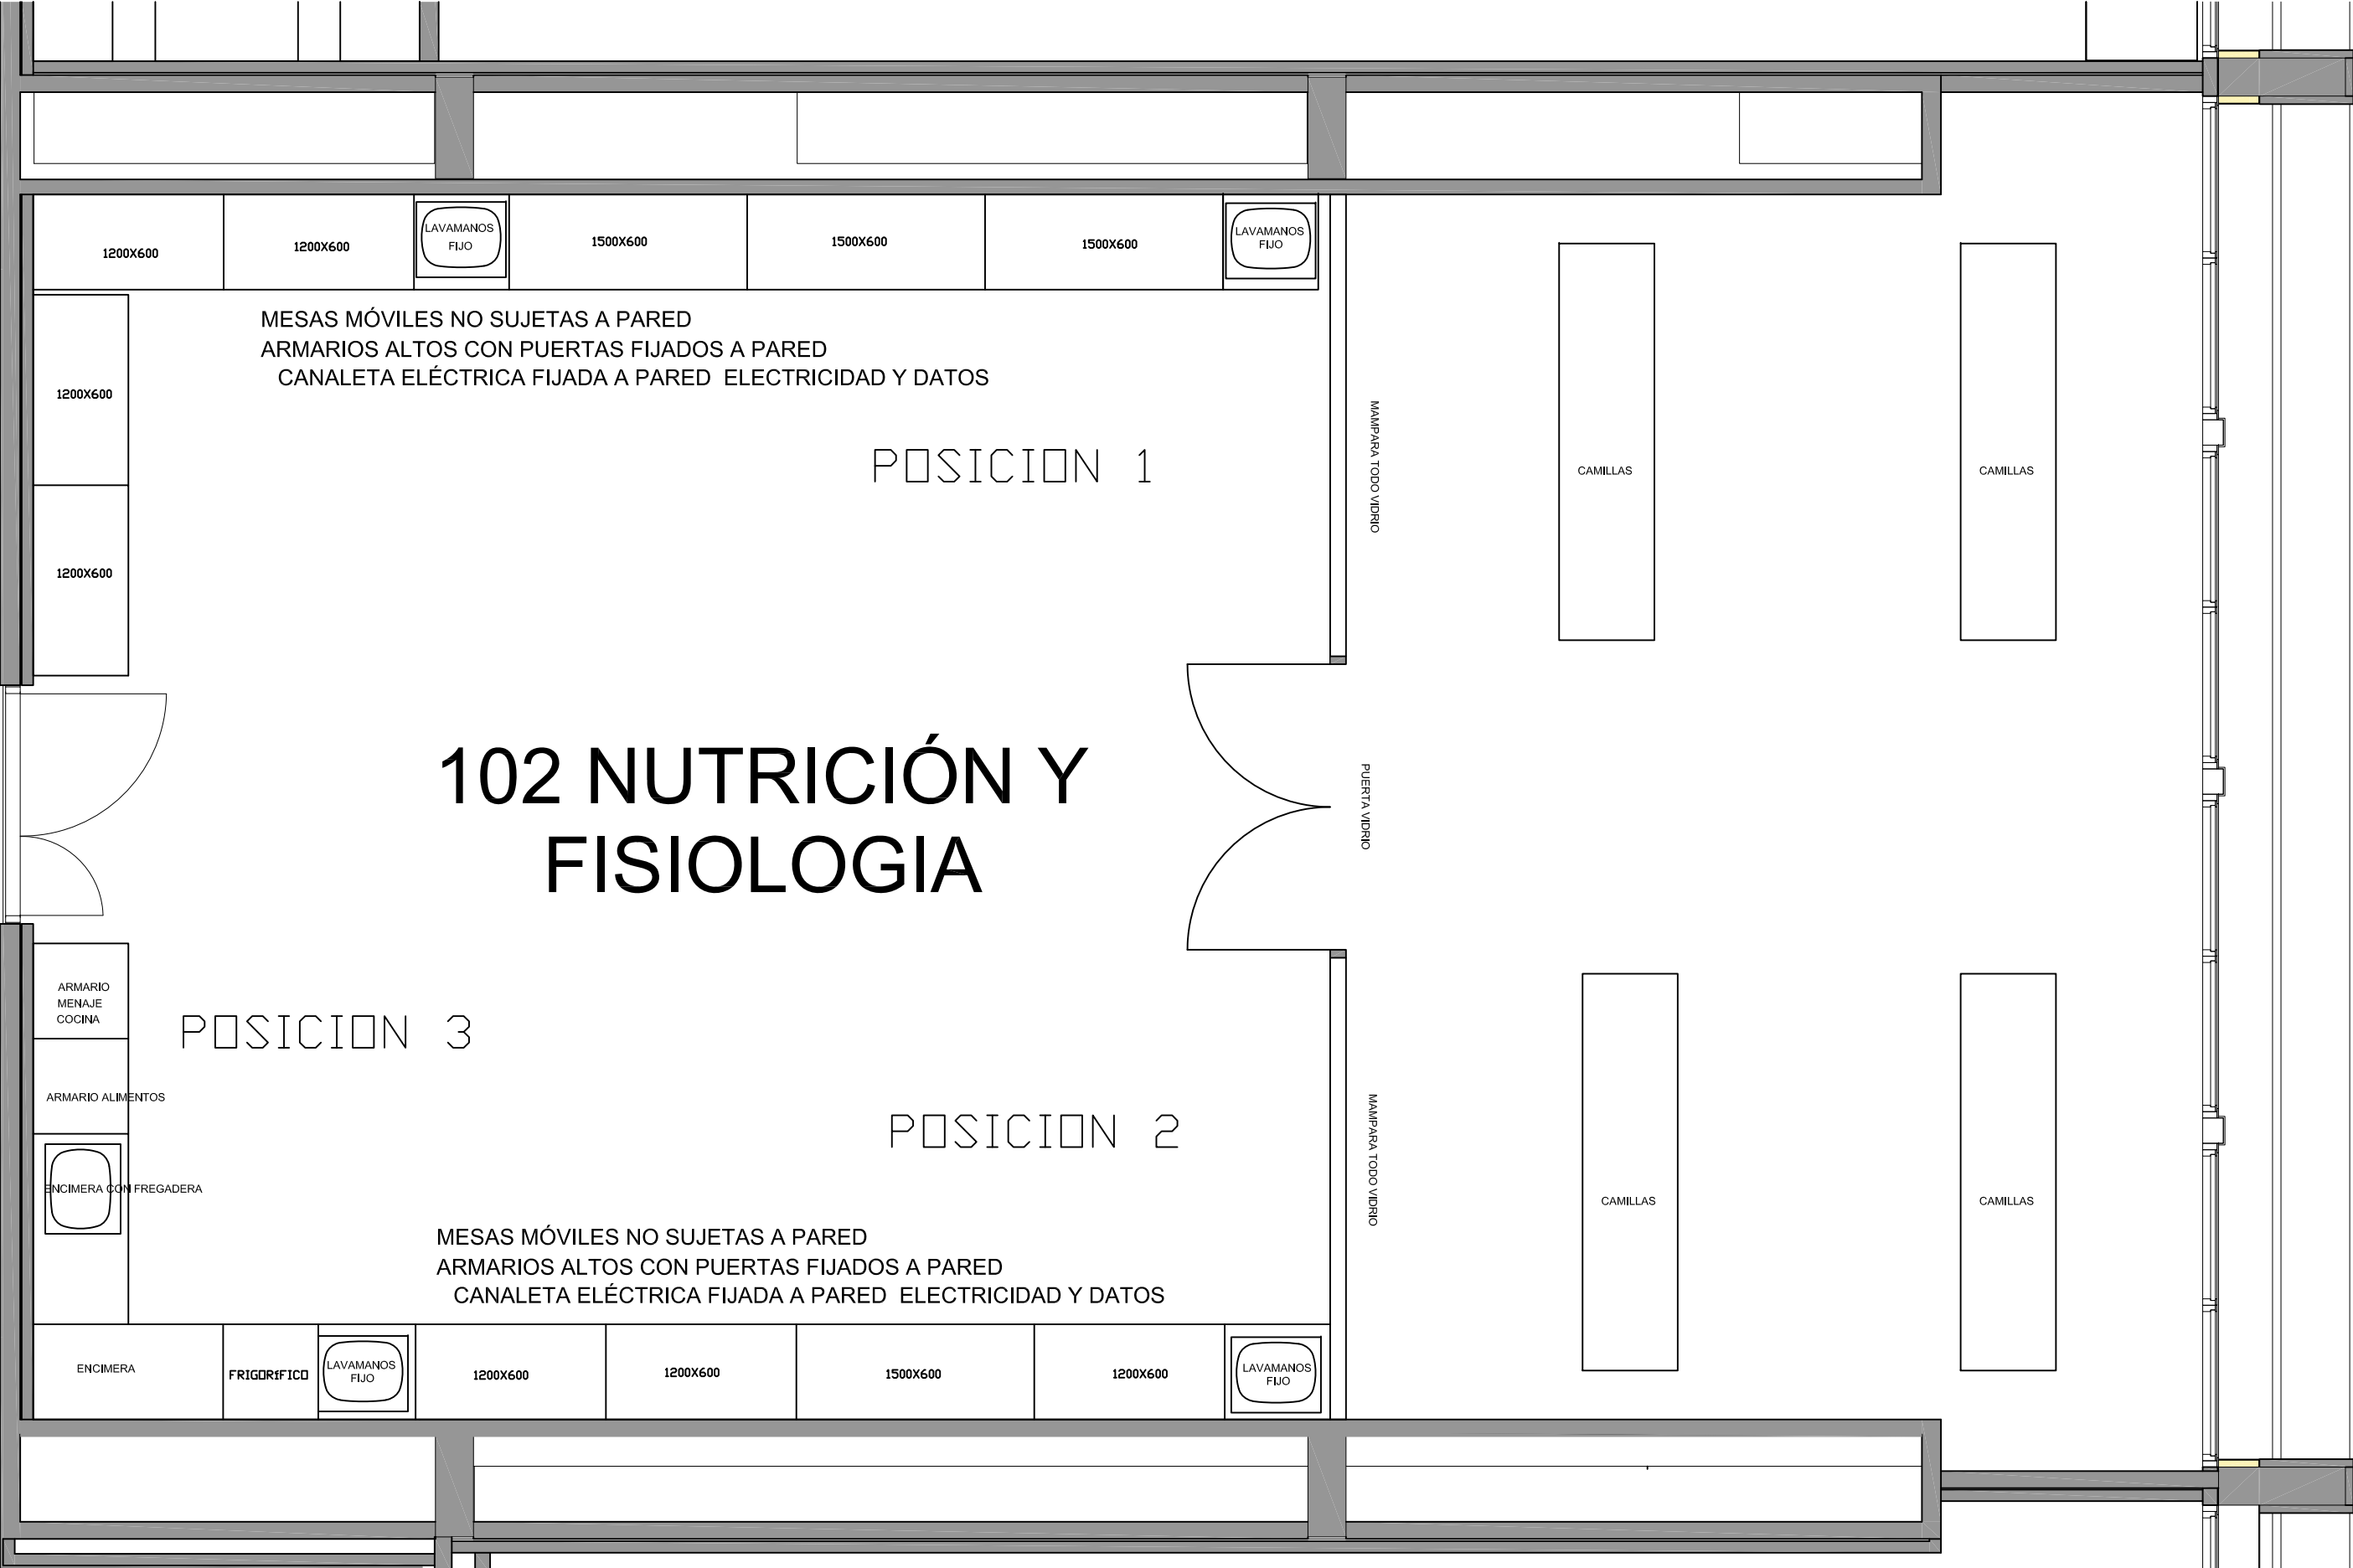 1200X600
1200X600
LAVAMANOS
FIJO
1500X600
1500X600
1500X600
LAVAMANOS
FIJO
MESAS MÓVILES NO SUJETAS A PARED
ARMARIOS ALTOS CON PUERTAS FIJADOS A PARED
CANALETA ELÉCTRICA FIJADA A PARED ELECTRICIDAD Y DATOS
1200X600
1200X600
POSICION 1
MAMPARA TODO VIDRIO
CAMILLAS
CAMILLAS
102 NUTRICIÓN Y
FISIOLOGIA
PUERTA VIDRIO
ARMARIO
MENAJE
COCINA
POSICION 3
ARMARIO ALIMENTOS
POSICION 2
ENCIMERA CON FREGADERA
MAMPARA TODO VIDRIO
CAMILLAS
CAMILLAS
MESAS MÓVILES NO SUJETAS A PARED
ARMARIOS ALTOS CON PUERTAS FIJADOS A PARED
CANALETA ELÉCTRICA FIJADA A PARED ELECTRICIDAD Y DATOS
ENCIMERA
FRIGORíFICO
LAVAMANOS
FIJO
1200X600
1200X600
1500X600
1200X600
LAVAMANOS
FIJO